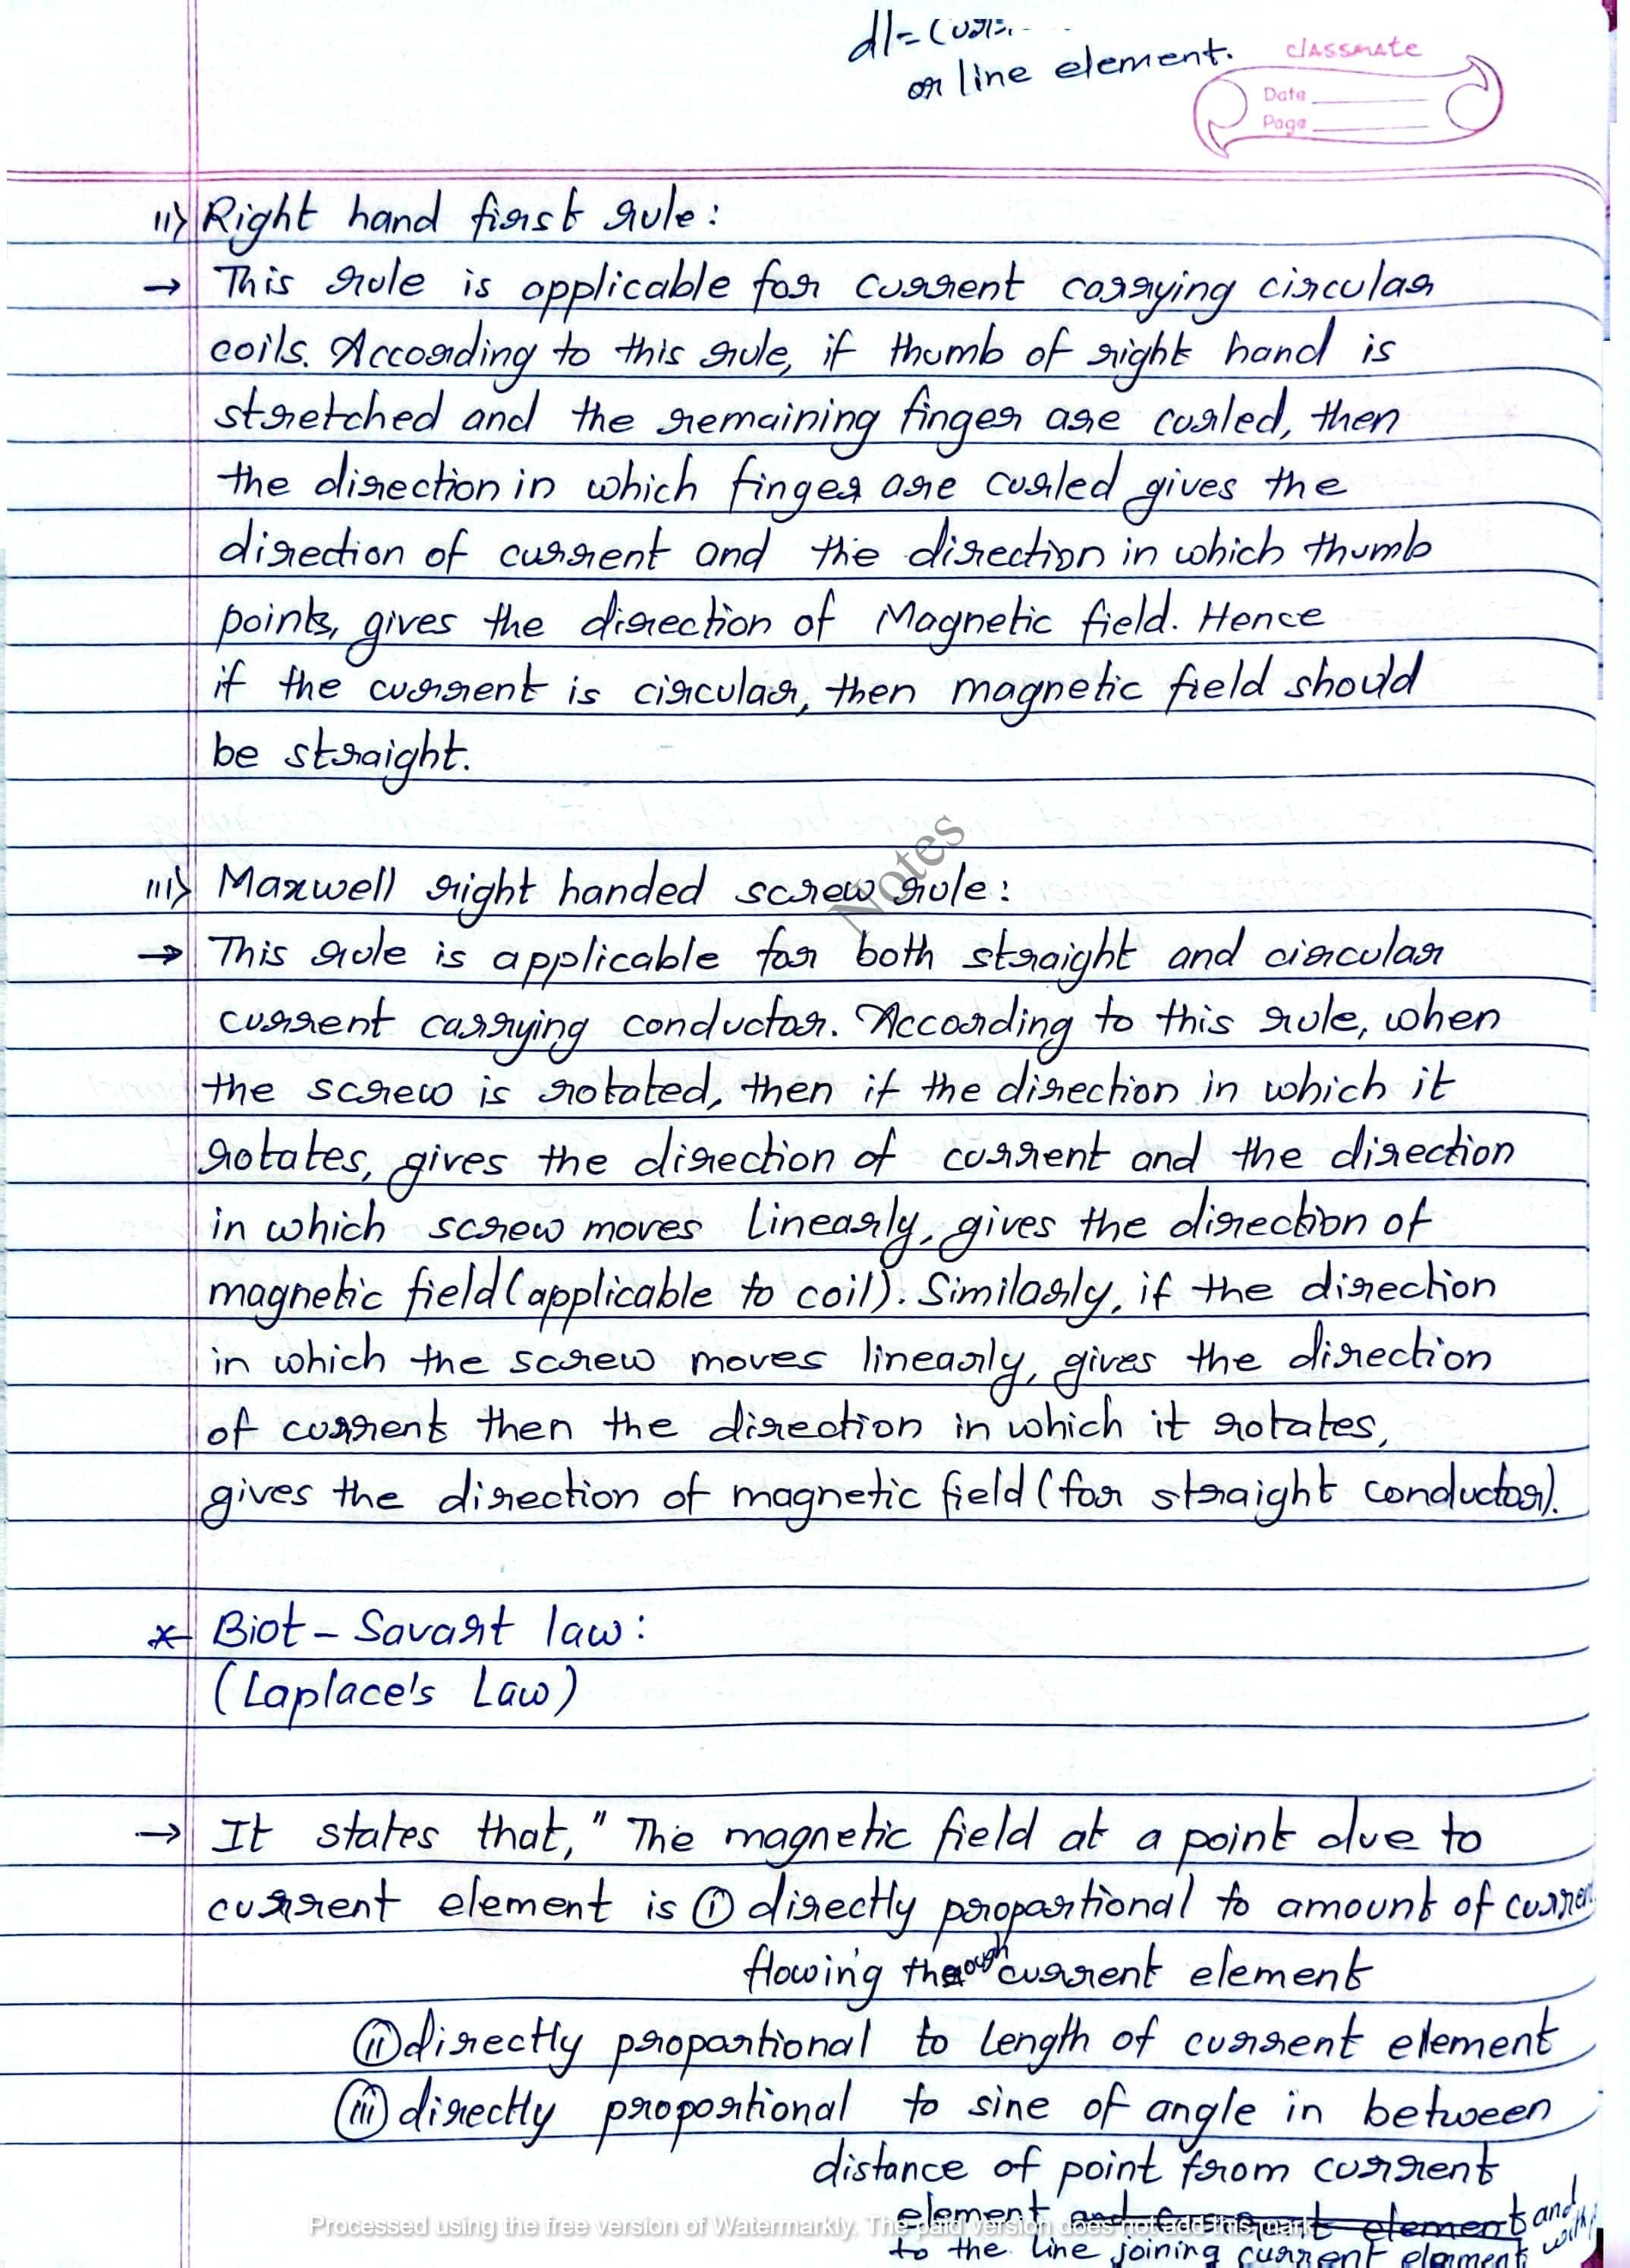 dl=
or line element.
classmate
Date
Page
ii) Right hand first rule:
→ This rule is applicable for current carrying circular
coils. According to this rule, if thumb of right hand is
stretched and the remaining finger are curled, then
the direction in which finger are curled gives the
direction of current and the direction in which thumb
points, gives the direction of Magnetic field. Hence
if the current is circular, then magnetic field should
be straight.
Notes
iii) Maxwell right handed screw rule:
→ This rule is applicable for both straight and circular
current carrying conductor. According to this rule, when
the screw is rotated, then if the direction in which it
rotates, gives the direction of current and the direction
in which screw moves linearly, gives the direction of
magnetic field (applicable to coil). Similarly, if the direction
in which the screw moves linearly, gives the direction
of current then the direction in which it rotates,
gives the direction of magnetic field (for straight conductor).
* Biot-Savart law:
(Laplace's Law)
→ It states that, " The magnetic field at a point due to
current element is (i) directly proportional to amount of curren
flowing through current element
(ii) directly proportional to length of current element
(iii) directly proportional to sine of angle in between
distance of point from current
element and
to the line joining current element with
Processed using the free version of Watermarkly. The paid version does not add this mark.